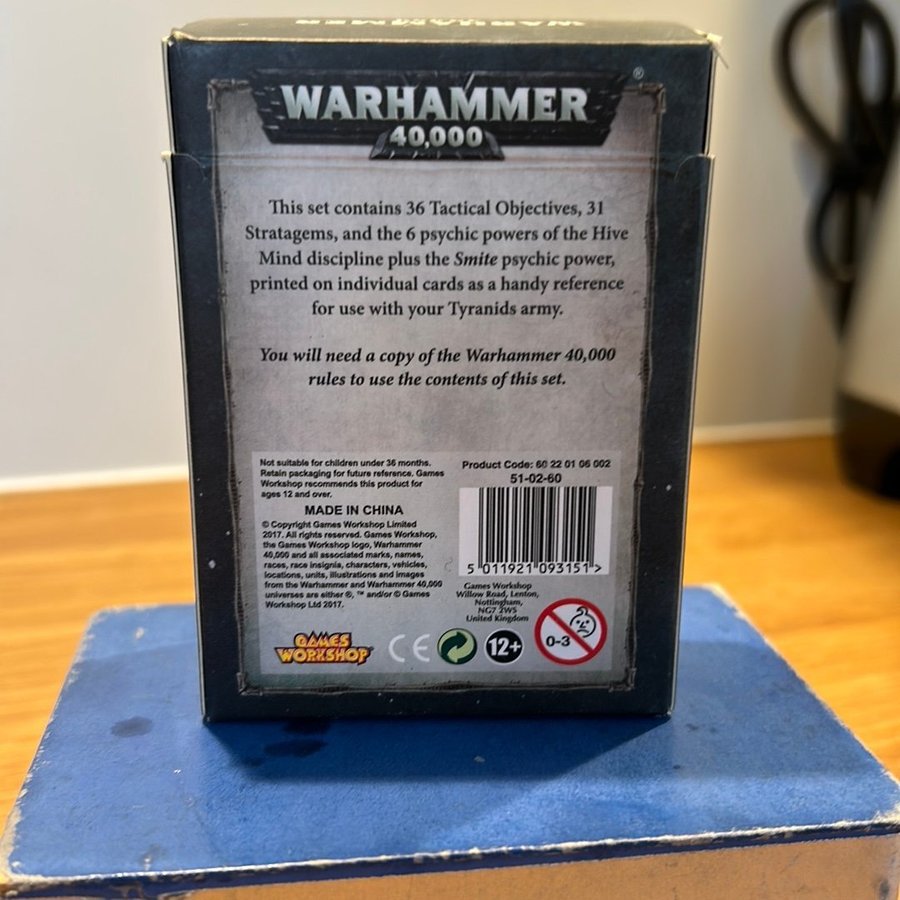 WARHAMMER
WARHAMMER ®
40,000
This set contains 36 Tactical Objectives, 31
Stratagems, and the 6 psychic powers of the Hive
Mind discipline plus the Smite psychic power,
printed on individual cards as a handy reference
for use with your Tyranids army.
You will need a copy of the Warhammer 40,000
rules to use the contents of this set.
Not suitable for children under 36 months.
Retain packaging for future reference. Games
Workshop recommends this product for
ages 12 and over.
MADE IN CHINA
© Copyright Games Workshop Limited
2017. All rights reserved. Games Workshop,
the Games Workshop logo, Warhammer
40,000 and all associated marks, names,
races, race insignia, characters, vehicles,
locations, units, illustrations and images
from the Warhammer and Warhammer 40,000
universes are either ®, ™ and/or © Games
Workshop Ltd 2017.
Product Code: 60 22 01 06 002
51-02-60
5 011921 093151 >
Games Workshop
Willow Road, Lenton,
Nottingham,
NG7 2WS
United Kingdom
GAMES
WORKSHOP
CE
12+
0-3